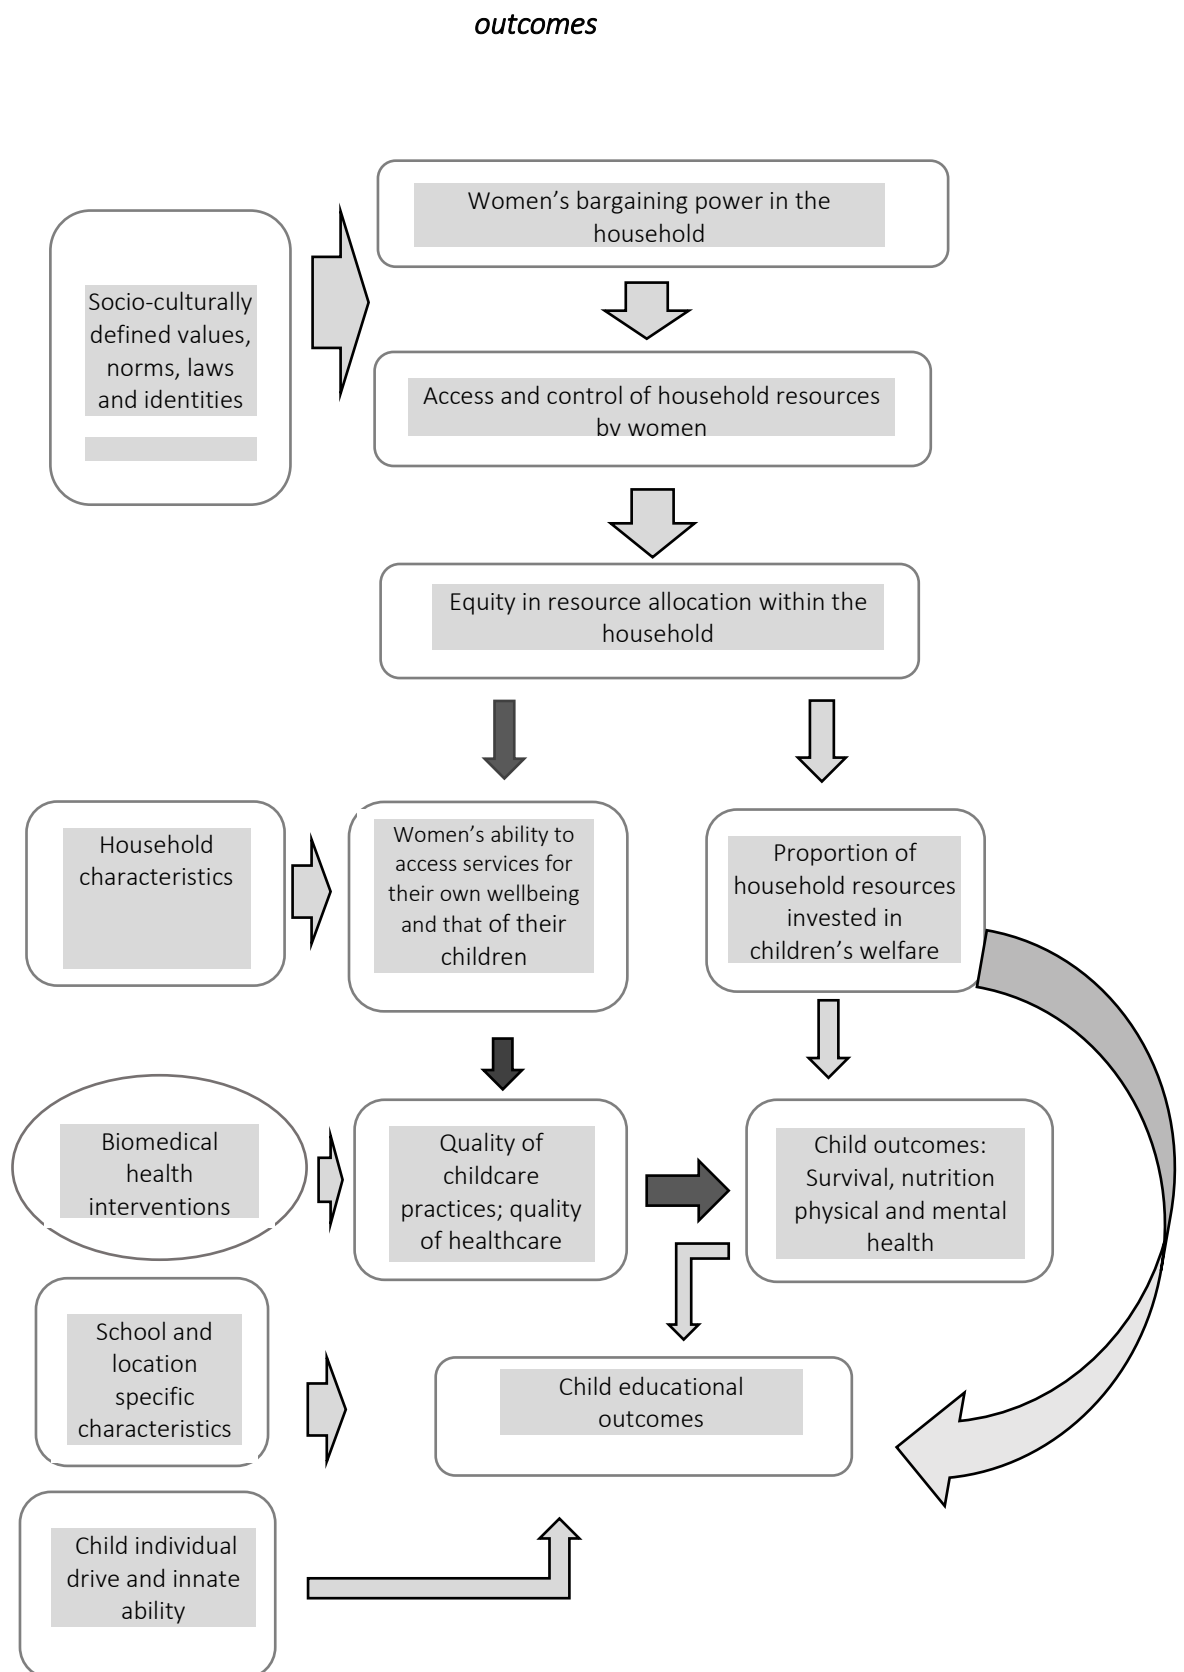 outcomes
Women’s bargaining power in the
household
Socio-culturally
defined values,
norms, laws
and identities
Access and control of household resources
by women
Equity in resource allocation within the
household
Household
characteristics
Women’s ability to
access services for
their own wellbeing
and that of their
children
Proportion of
household resources
invested in
children’s welfare
Biomedical
health
interventions
Quality of
childcare
practices; quality
of healthcare
Child outcomes:
Survival, nutrition
physical and mental
health
School and
location
specific
characteristics
Child educational
outcomes
Child individual
drive and innate
ability